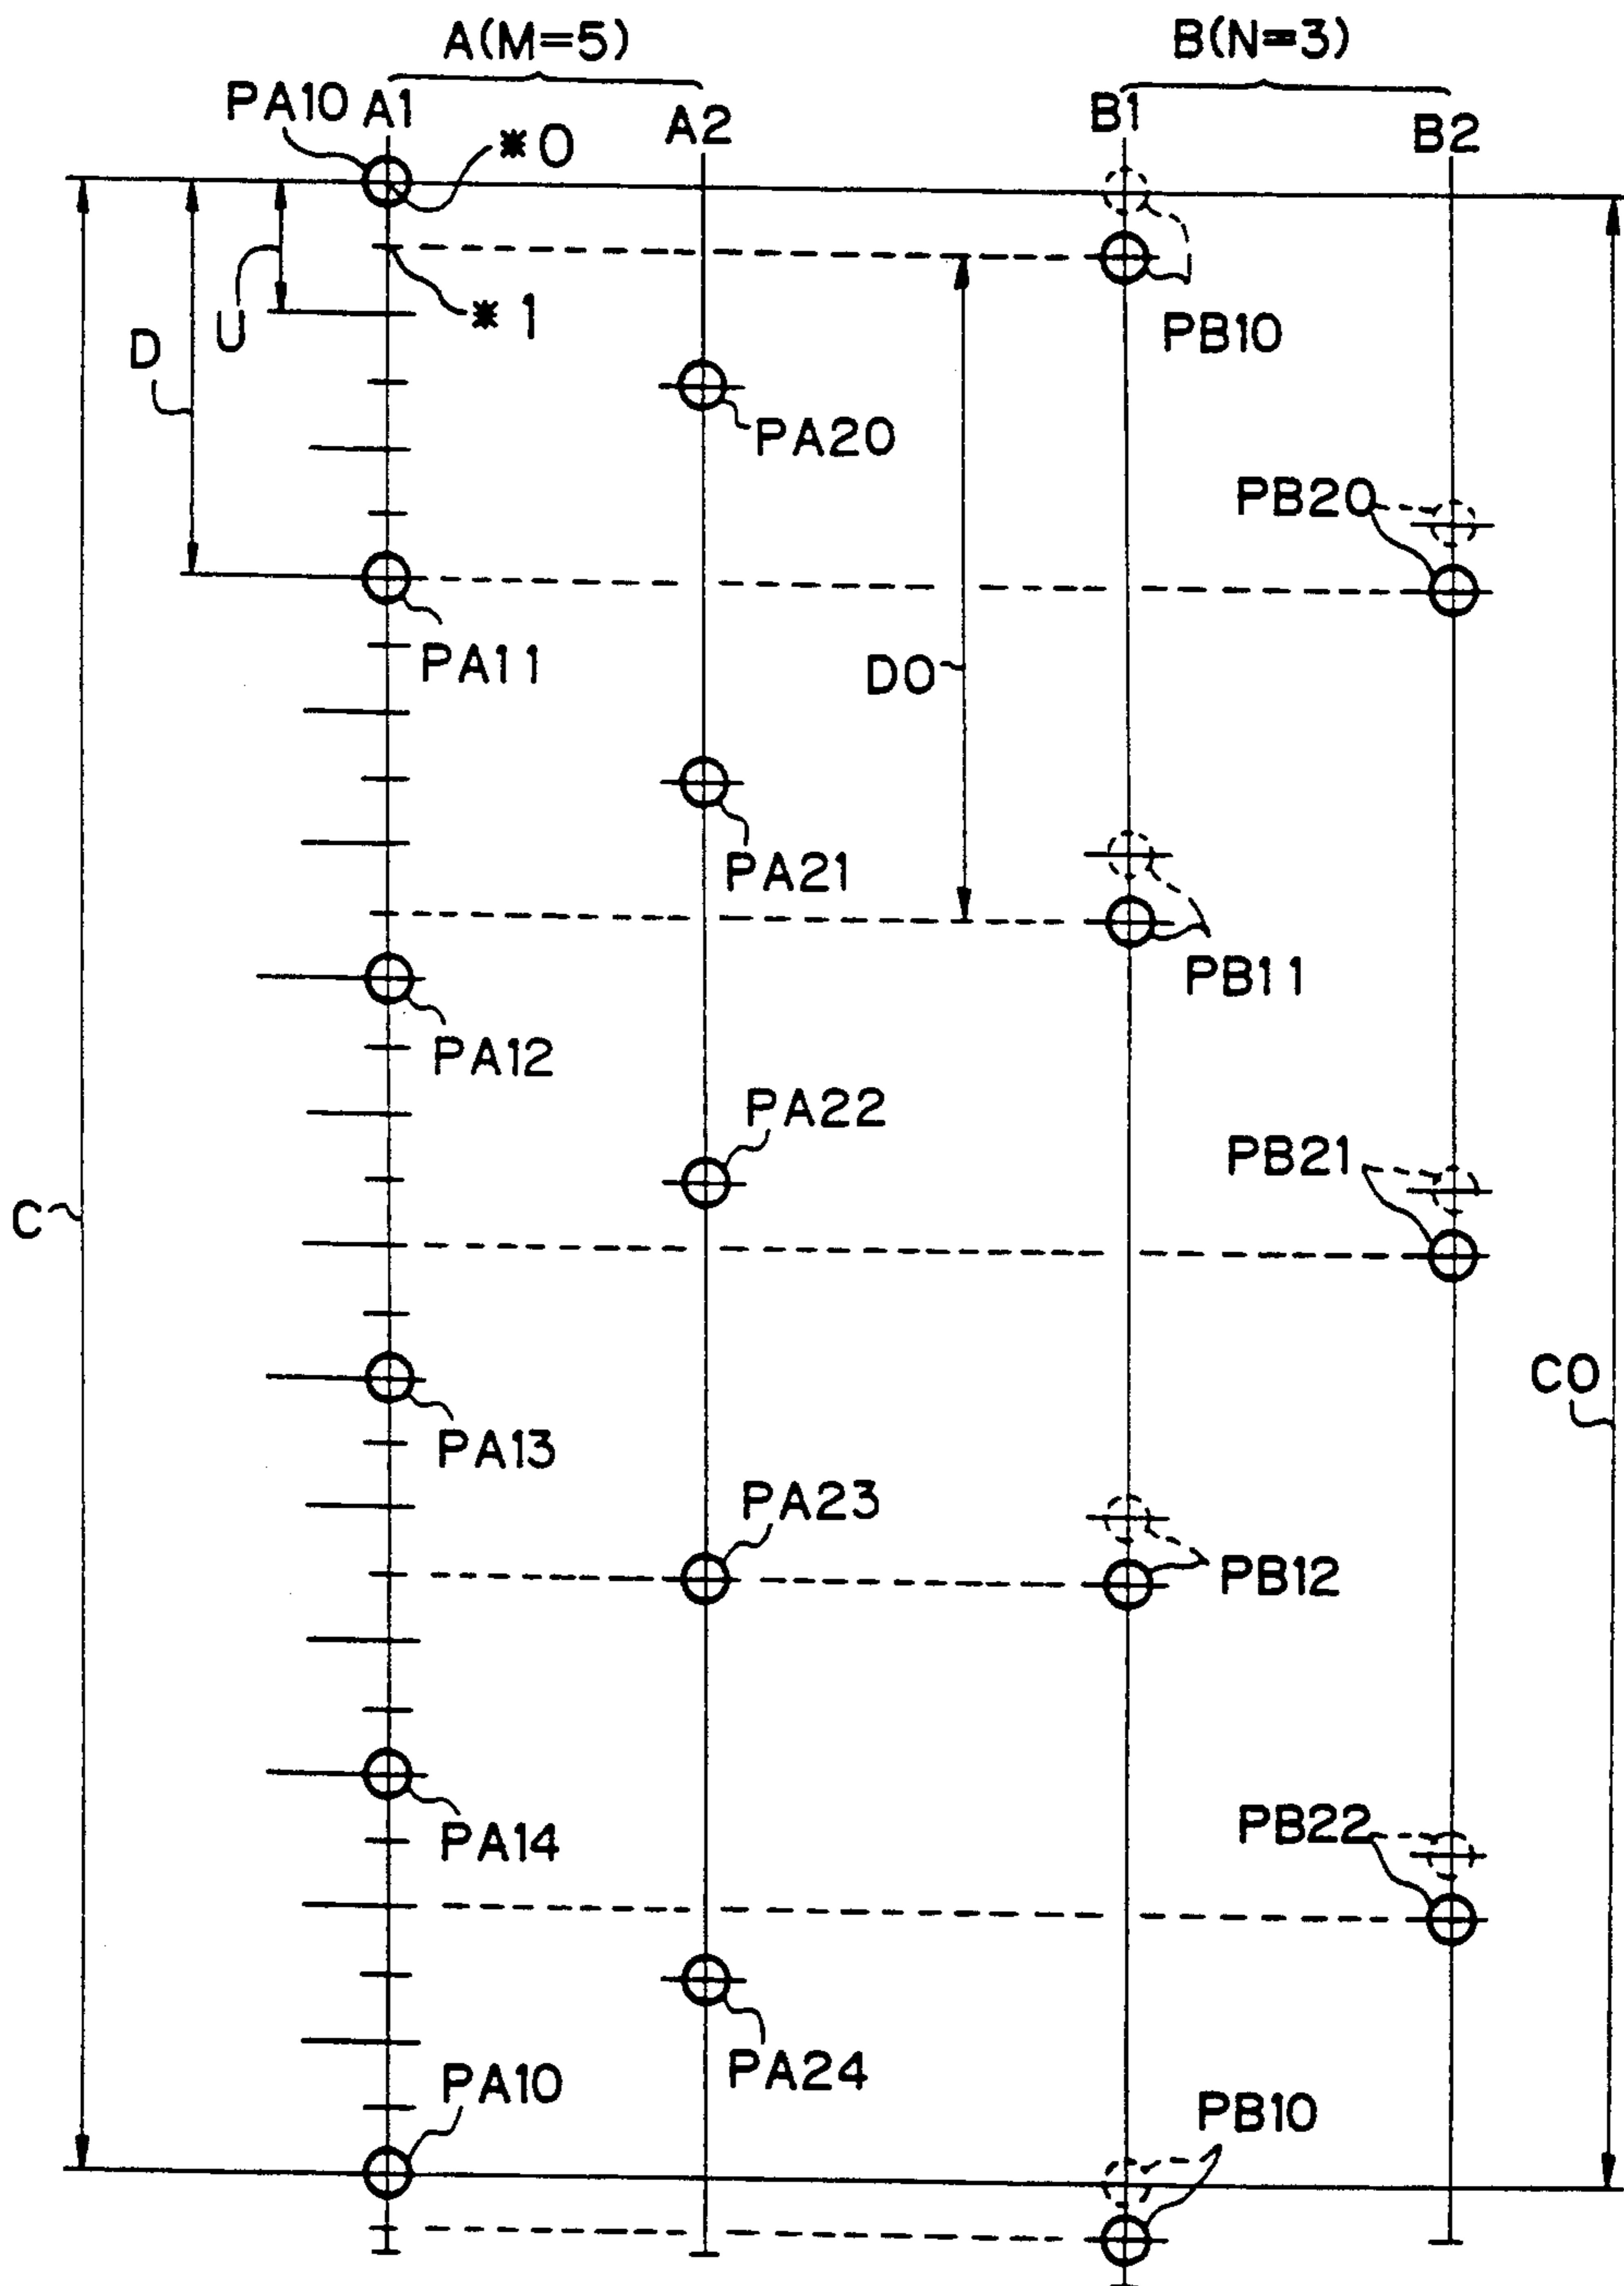 A(M=5)
B(N=3)
PA10
A1
A2
B1
B2
*0
*1
U
D
PB10
PA20
PB20
PA11
D0
PA21
PB11
PA12
PA22
PB21
C
C0
PA13
PA23
PB12
PA14
PB22
PA24
PA10
PB10